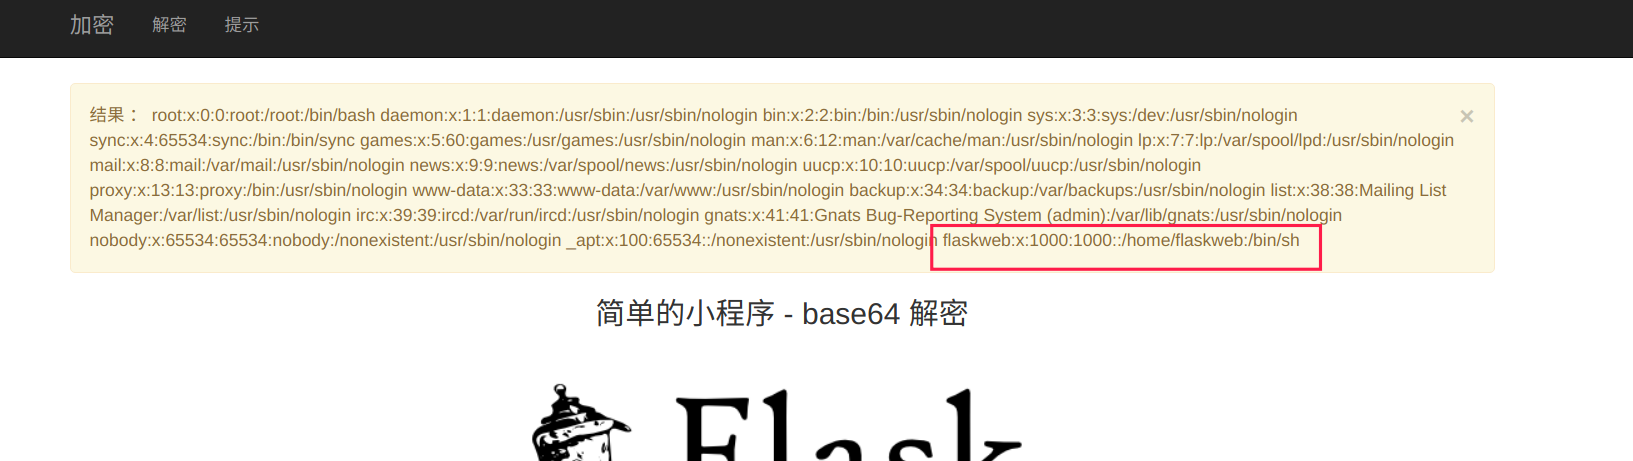 加密 解密 提示
结果 ： root:x:0:0:root:/root:/bin/bash daemon:x:1:1:daemon:/usr/sbin:/usr/sbin/nologin bin:x:2:2:bin:/bin:/usr/sbin/nologin sys:x:3:3:sys:/dev:/usr/sbin/nologin ×
sync:x:4:65534:sync:/bin:/bin/sync games:x:5:60:games:/usr/games:/usr/sbin/nologin man:x:6:12:man:/var/cache/man:/usr/sbin/nologin lp:x:7:7:lp:/var/spool/lpd:/usr/sbin/nologin
mail:x:8:8:mail:/var/mail:/usr/sbin/nologin news:x:9:9:news:/var/spool/news:/usr/sbin/nologin uucp:x:10:10:uucp:/var/spool/uucp:/usr/sbin/nologin
proxy:x:13:13:proxy:/bin:/usr/sbin/nologin www-data:x:33:33:www-data:/var/www:/usr/sbin/nologin backup:x:34:34:backup:/var/backups:/usr/sbin/nologin list:x:38:38:Mailing List
Manager:/var/list:/usr/sbin/nologin irc:x:39:39:ircd:/var/run/ircd:/usr/sbin/nologin gnats:x:41:41:Gnats Bug-Reporting System (admin):/var/lib/gnats:/usr/sbin/nologin
nobody:x:65534:65534:nobody:/nonexistent:/usr/sbin/nologin _apt:x:100:65534::/nonexistent:/usr/sbin/nologin flaskweb:x:1000:1000::/home/flaskweb:/bin/sh
简单的小程序 - base64 解密
Flask